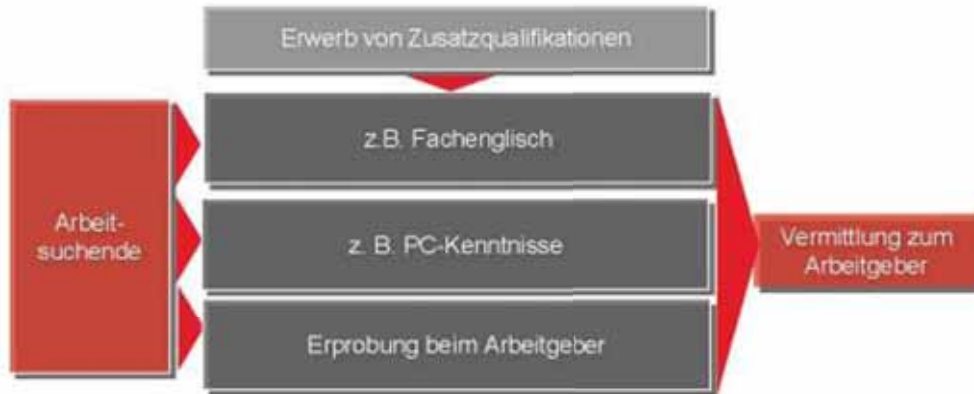 Erwerb von Zusatzqualifikationen
z.B. Fachenglisch
Arbeit-
suchende
z. B. PC-Kenntnisse
Vermittlung zum
Arbeitgeber
Erprobung beim Arbeitgeber